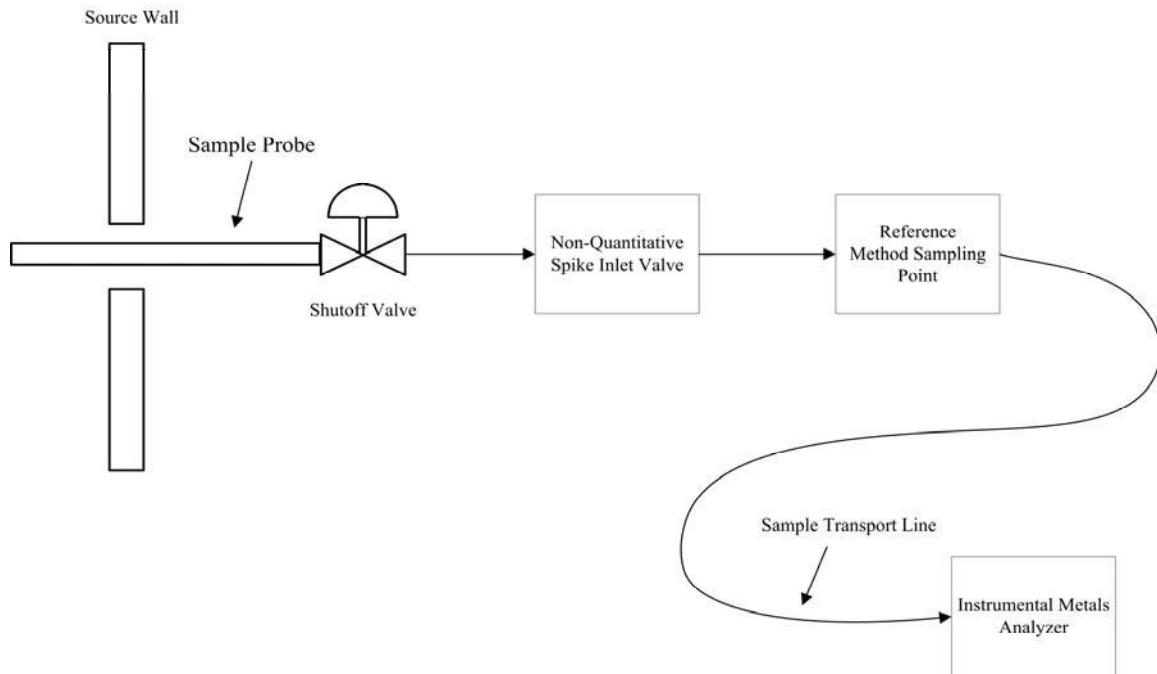 Source Wall
Sample Probe
Shutoff Valve
Non-Quantitative
Spike Inlet Valve
Reference
Method Sampling
Point
Sample Transport Line
Instrumental Metals
Analyzer